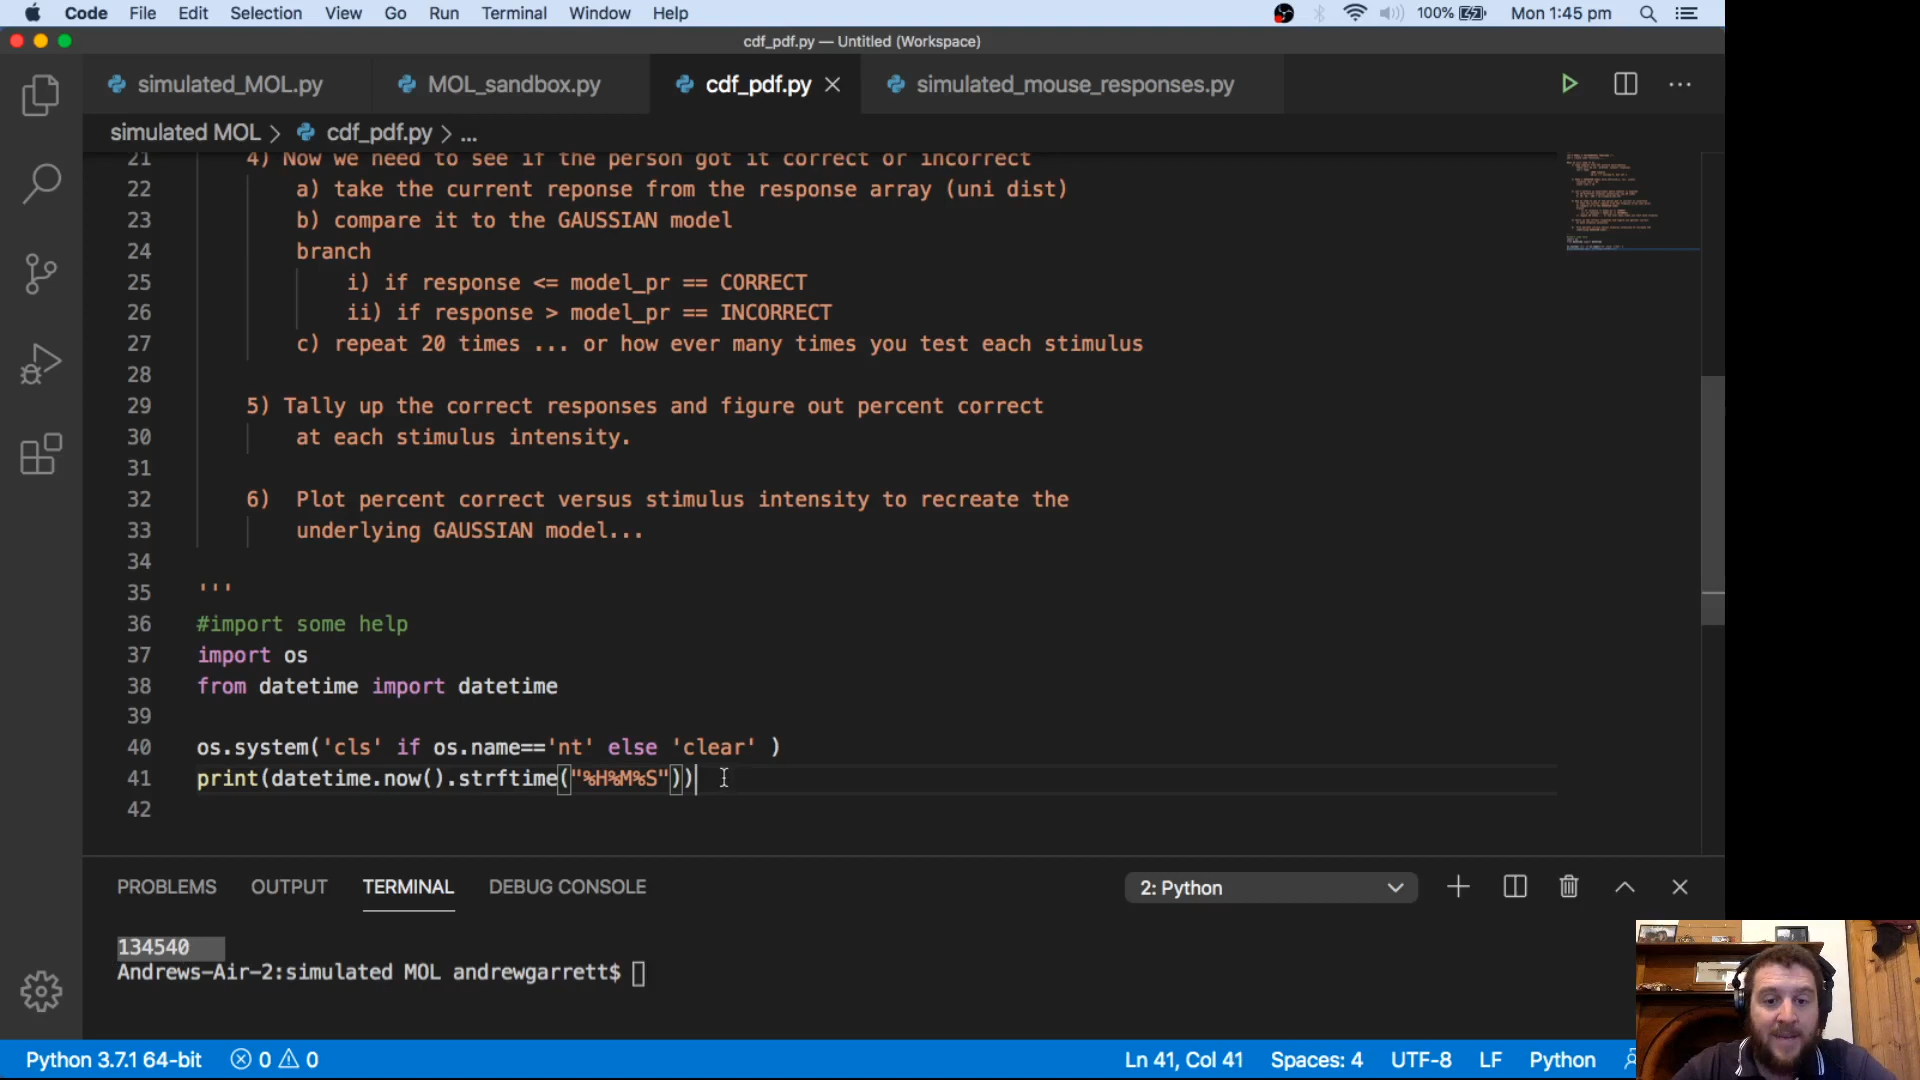 Code File Edit Selection View Go Run Terminal Window Help 100% Mon 1:45 pm
cdf_pdf.py — Untitled (Workspace)
simulated_MOL.py MOL_sandbox.py cdf_pdf.py simulated_mouse_responses.py
simulated MOL > cdf_pdf.py > ...
21 4) Now we need to see if the person got it correct or incorrect
22 a) take the current reponse from the response array (uni dist)
23 b) compare it to the GAUSSIAN model
24 branch
25 i) if response <= model_pr == CORRECT
26 ii) if response > model_pr == INCORRECT
27 c) repeat 20 times ... or how ever many times you test each stimulus
28
29 5) Tally up the correct responses and figure out percent correct
30 at each stimulus intensity.
31
32 6) Plot percent correct versus stimulus intensity to recreate the
33 underlying GAUSSIAN model...
34
35 '''
36 #import some help
37 import os
38 from datetime import datetime
39
40 os.system('cls' if os.name=='nt' else 'clear' )
41 print(datetime.now().strftime("%H%M%S"))
42
PROBLEMS OUTPUT TERMINAL DEBUG CONSOLE 2: Python
134540
Andrews-Air-2:simulated MOL andrewgarrett$
Python 3.7.1 64-bit 0 0 Ln 41, Col 41 Spaces: 4 UTF-8 LF Python